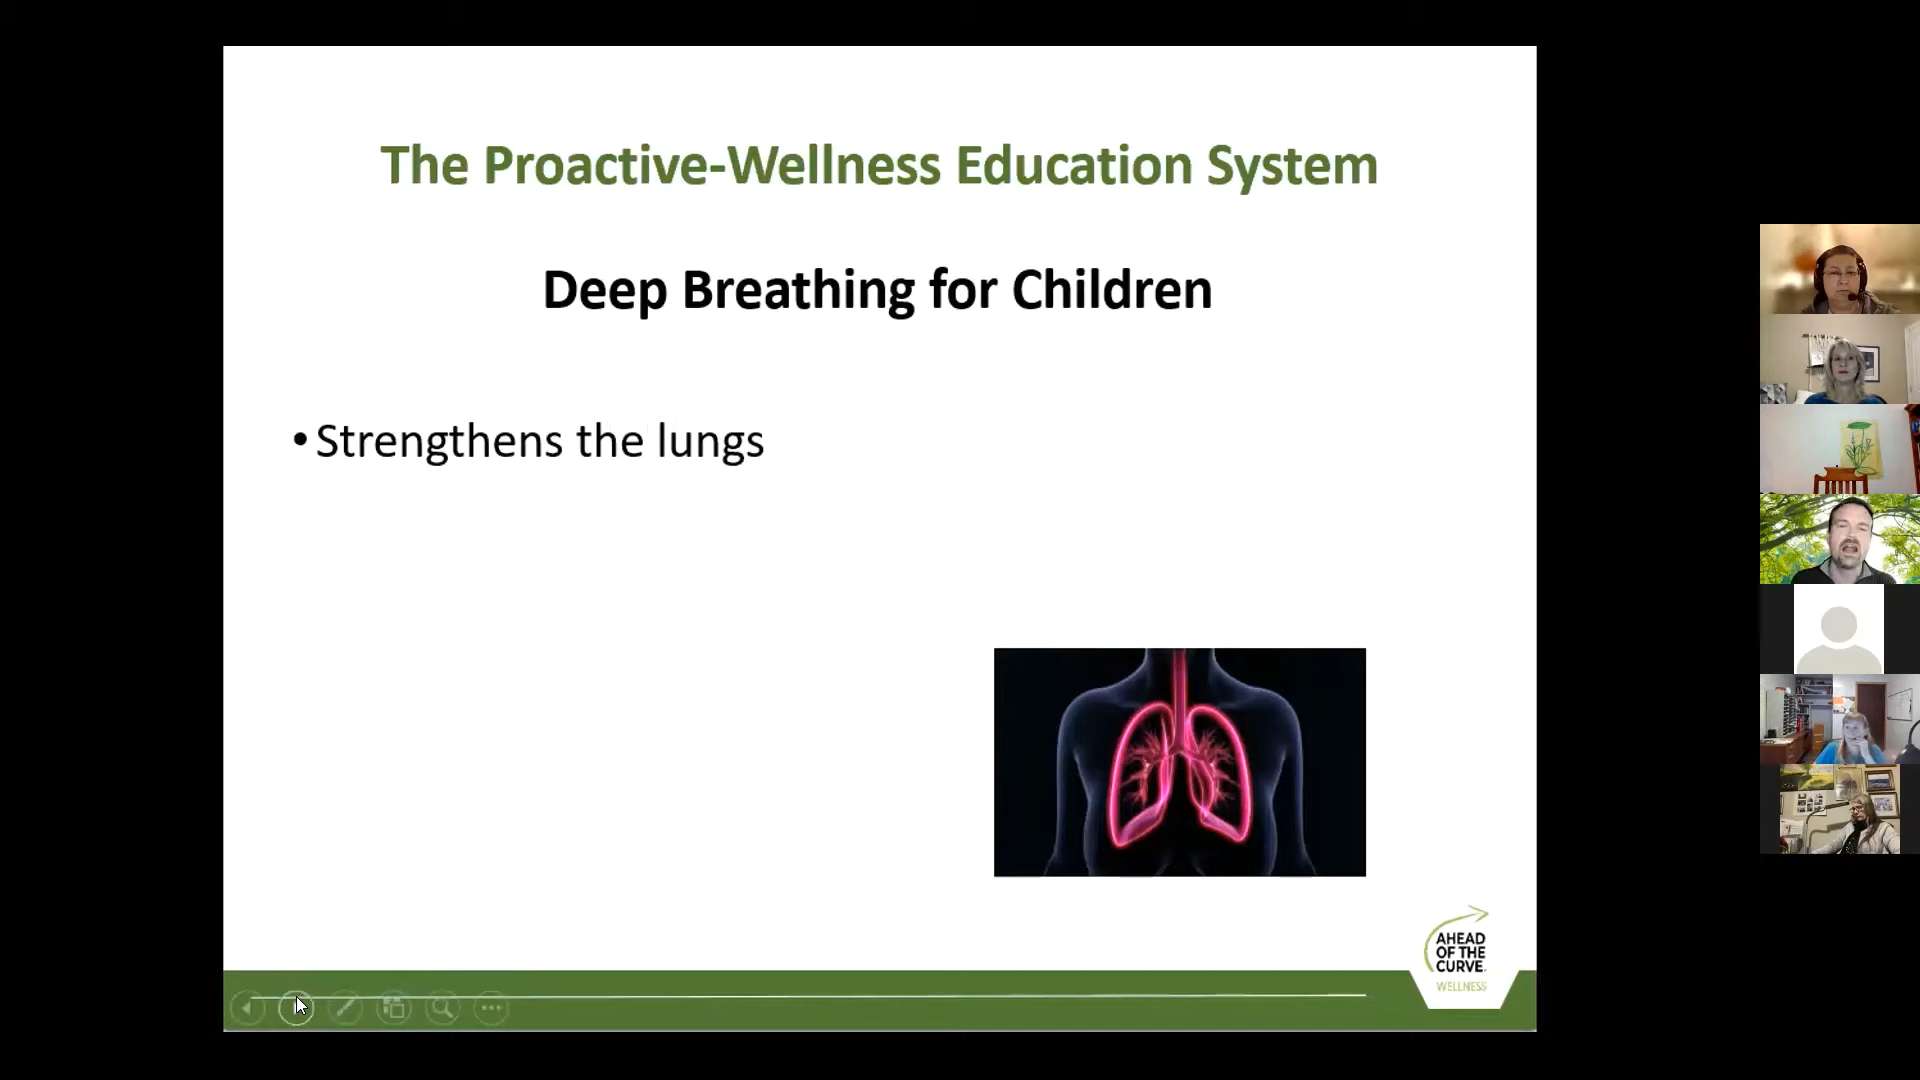 The Proactive-Wellness Education System
Deep Breathing for Children
• Strengthens the lungs
AHEAD
OF THE
CURVE.
WELLNESS